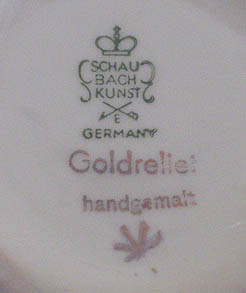 SCHAU
BACH
KUNST
E
GERMANY
Goldrelief
handgemalt